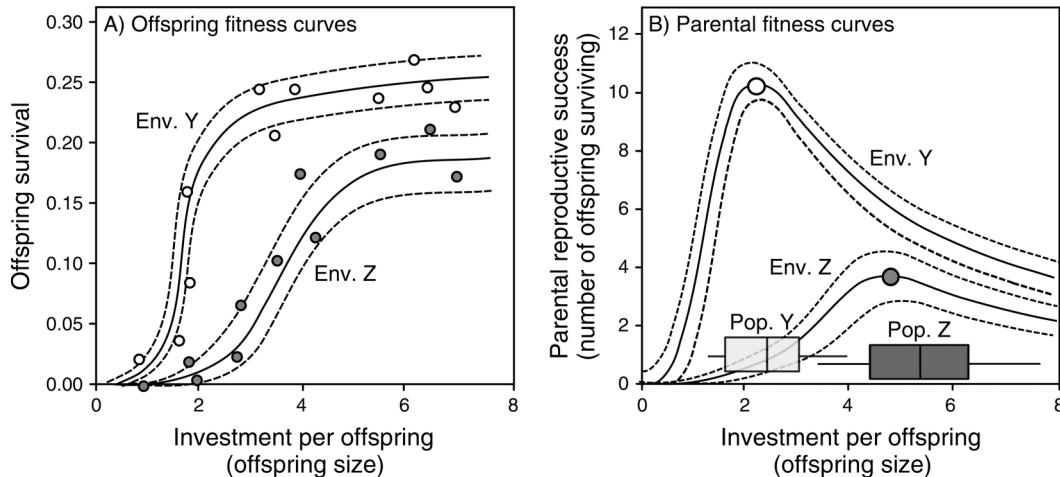 A) Offspring fitness curves
Offspring survival
0.30
0.25
0.20
0.15
0.10
0.05
0.00
Env. Y
Env. Z
0 2 4 6 8
Investment per offspring
(offspring size)
B) Parental fitness curves
Parental reproductive success
(number of offspring surviving)
12
10
8
6
4
2
0
Env. Y
Env. Z
Pop. Y
Pop. Z
0 2 4 6 8
Investment per offspring
(offspring size)